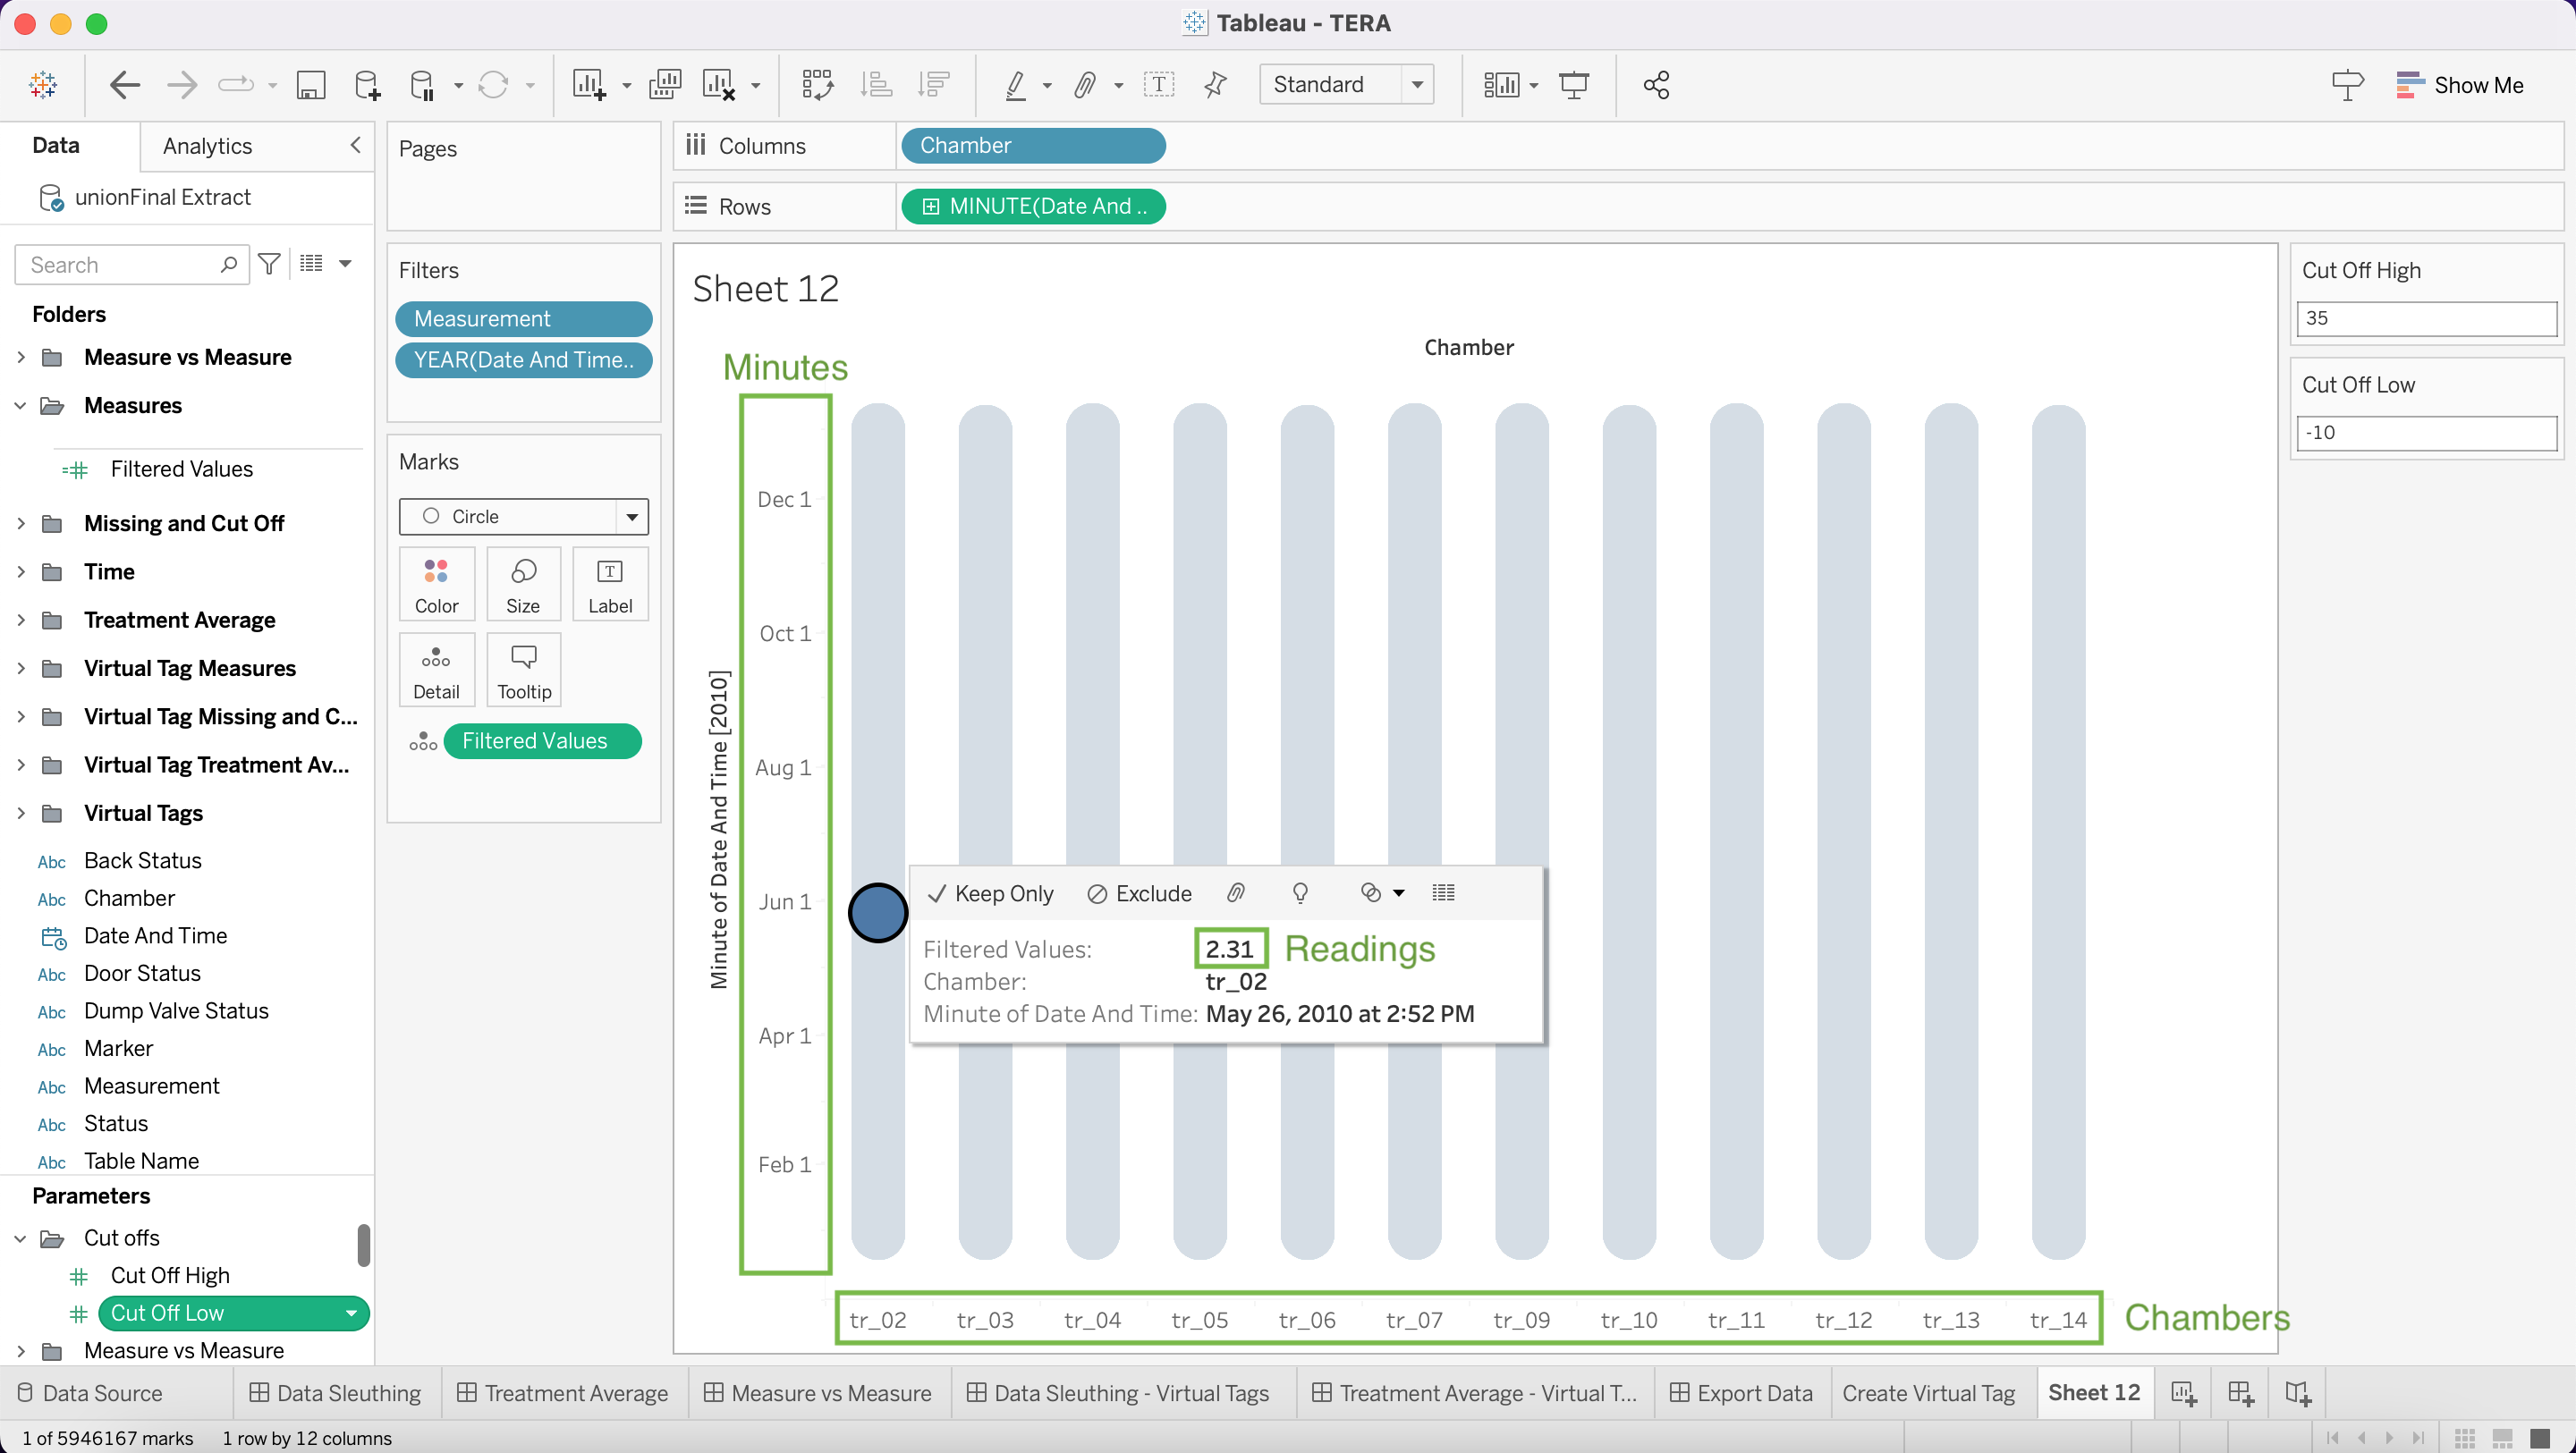 Tableau - TERA
Standard
Show Me
Data
Analytics
unionFinal Extract
Search
Folders
Measure vs Measure
Measures
Filtered Values
Missing and Cut Off
Time
Treatment Average
Virtual Tag Measures
Virtual Tag Missing and C...
Virtual Tag Treatment Av...
Virtual Tags
Abc Back Status
Abc Chamber
Date And Time
Abc Door Status
Abc Dump Valve Status
Abc Marker
Abc Measurement
Abc Status
Abc Table Name
Parameters
Cut offs
Cut Off High
Cut Off Low
Measure vs Measure
Pages
Filters
Measurement
YEAR(Date And Time..
Marks
Circle
Color
Size
Label
Detail
Tooltip
Filtered Values
Columns
Chamber
Rows
MINUTE(Date And ..
Sheet 12
Chamber
Minutes
Minute of Date And Time [2010]
Dec 1
Oct 1
Aug 1
Jun 1
Apr 1
Feb 1
Keep Only
Exclude
Filtered Values: 2.31 Readings
Chamber: tr_02
Minute of Date And Time: May 26, 2010 at 2:52 PM
tr_02 tr_03 tr_04 tr_05 tr_06 tr_07 tr_09 tr_10 tr_11 tr_12 tr_13 tr_14 Chambers
Cut Off High
35
Cut Off Low
-10
Data Source
Data Sleuthing
Treatment Average
Measure vs Measure
Data Sleuthing - Virtual Tags
Treatment Average - Virtual T...
Export Data
Create Virtual Tag
Sheet 12
1 of 5946167 marks 1 row by 12 columns